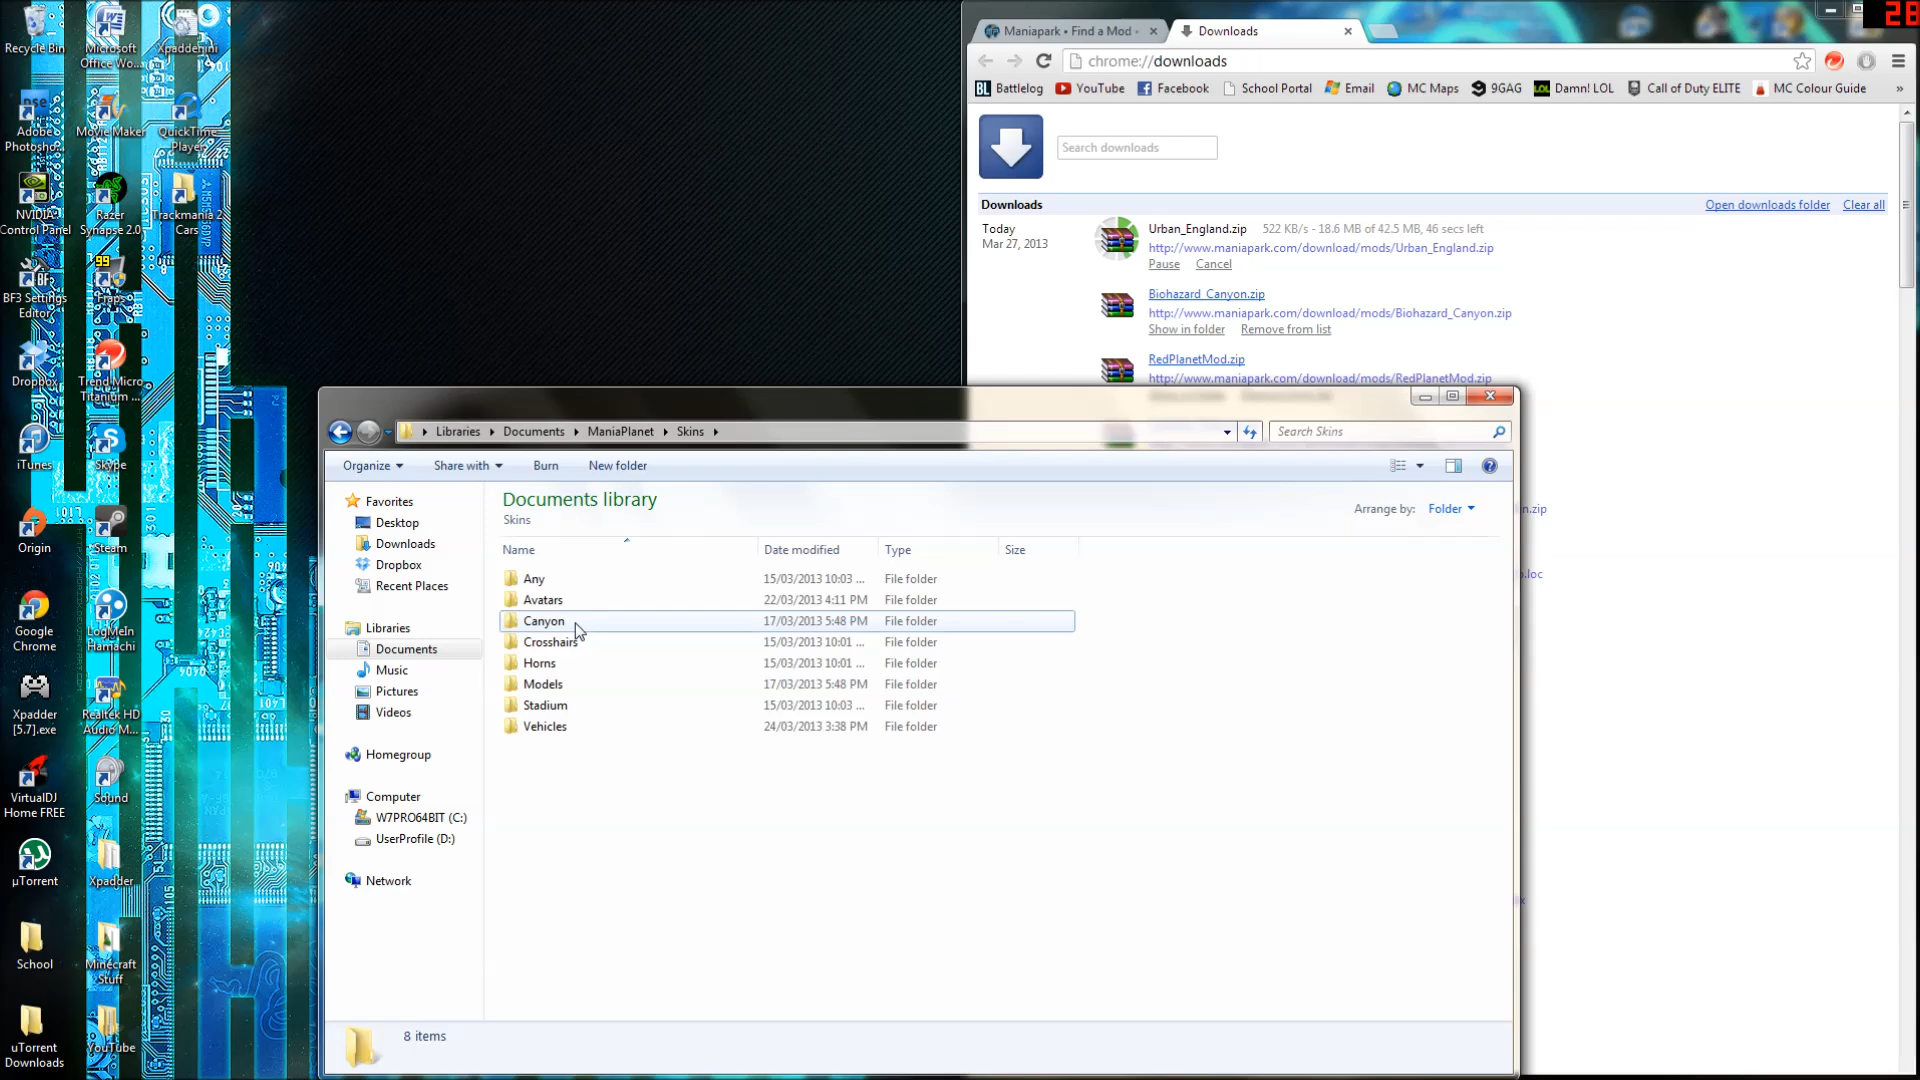 Recycle Bin
Microsoft
Office Wo...
Xpadder.ini
Adobe
Photosho...
Movie Maker
QuickTime
Player
NVIDIA
Control Panel
Razer
Synapse 2.0
Trackmania 2
Cars
BF3 Settings
Editor
99
Fraps
Dropbox
Trend Micro
Titanium ...
iTunes
Skype
Origin
Steam
Google
Chrome
LogMeIn
Hamachi
Xpadder
[5.7].exe
Realtek HD
Audio M...
VirtualDJ
Home FREE
Sound
µTorrent
Xpadder
School
Minecraft
Stuff
uTorrent
Downloads
YouTube
28
Maniapark • Find a Mod -
Downloads
chrome://downloads
Battlelog
YouTube
Facebook
School Portal
Email
MC Maps
9GAG
Damn! LOL
Call of Duty ELITE
MC Colour Guide
»
Search downloads
Downloads
Open downloads folder
Clear all
Today
Mar 27, 2013
Urban_England.zip 522 KB/s - 18.6 MB of 42.5 MB, 46 secs left
http://www.maniapark.com/download/mods/Urban_England.zip
Pause Cancel
Biohazard_Canyon.zip
http://www.maniapark.com/download/mods/Biohazard_Canyon.zip
Show in folder Remove from list
RedPlanetMod.zip
http://www.maniapark.com/download/mods/RedPlanetMod.zip
n.zip
o.loc
Libraries
Documents
ManiaPlanet
Skins
Search Skins
Organize
Share with
Burn
New folder
Favorites
Desktop
Downloads
Dropbox
Recent Places
Libraries
Documents
Music
Pictures
Videos
Homegroup
Computer
W7PRO64BIT (C:)
UserProfile (D:)
Network
Documents library
Skins
Arrange by: Folder
Name Date modified Type Size
Any 15/03/2013 10:03 ... File folder
Avatars 22/03/2013 4:11 PM File folder
Canyon 17/03/2013 5:48 PM File folder
Crosshairs 15/03/2013 10:01 ... File folder
Horns 15/03/2013 10:01 ... File folder
Models 17/03/2013 5:48 PM File folder
Stadium 15/03/2013 10:03 ... File folder
Vehicles 24/03/2013 3:38 PM File folder
8 items